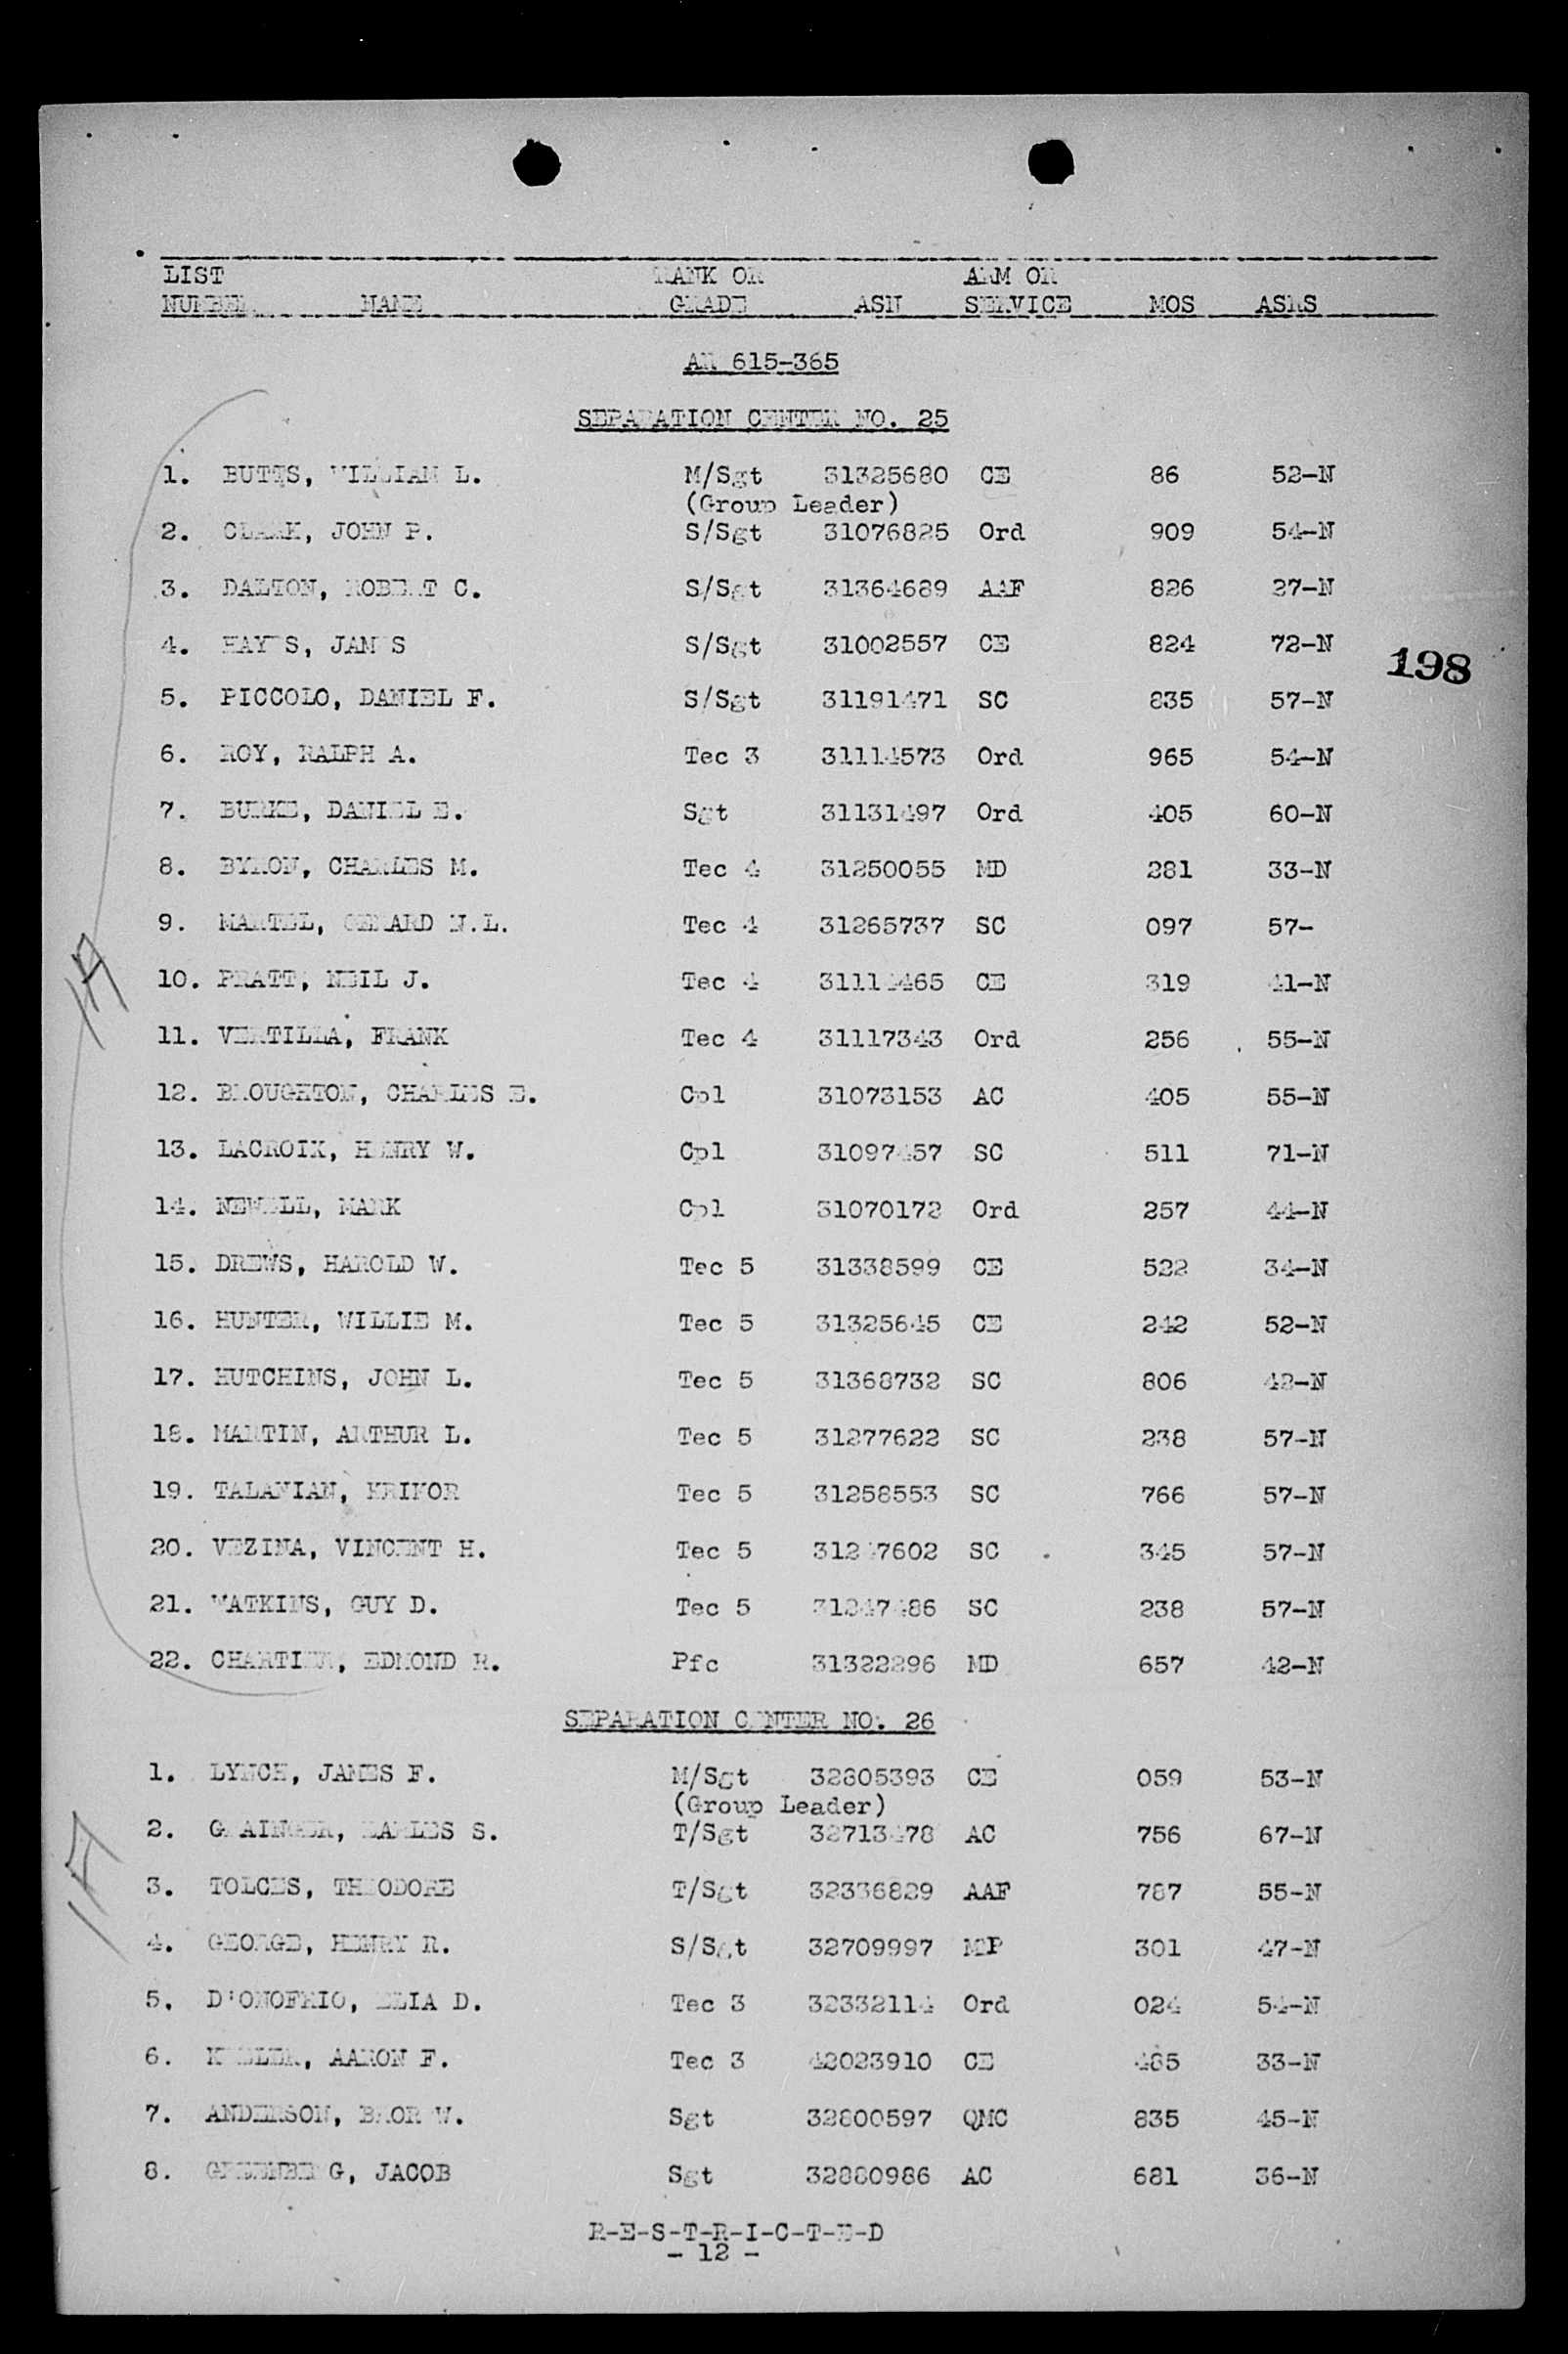 LIST RANK OR ARM OR
NUMBER NAME GRADE ASN SERVICE MOS ASRS
AR 615-365
SEPARATION CENTER NO. 25
1. BUTTS, WILLIAM L. M/Sgt 31325680 CE 86 52-N
(Group Leader)
2. CLARK, JOHN P. S/Sgt 31076825 Ord 909 54-N
3. DALTON, ROBERT C. S/Sgt 31364689 AAF 826 27-N
4. HAYES, JAMES S/Sgt 31002557 CE 824 72-N
198
5. PICCOLO, DANIEL F. S/Sgt 31191471 SC 835 57-N
6. ROY, RALPH A. Tec 3 31114573 Ord 965 54-N
7. BURKE, DANIEL E. Sgt 31131497 Ord 405 60-N
8. BYRON, CHARLES M. Tec 4 31250055 MD 281 33-N
9. MARTEL, GERARD N.L. Tec 4 31265737 SC 097 57-
10. PRATT, NEIL J. Tec 4 CE 319 41-N
11. VERTILLA, FRANK Tec 4 31117343 Ord 256 55-N
12. BROUGHTON, CHARLES E. Cpl 31073153 AC 405 55-N
13. LACROIX, HENRY W. Cpl 31097457 SC 511 71-N
14. NEWELL, MARK Cpl 31070172 Ord 257 44-N
15. DREWS, HAROLD W. Tec 5 31338599 CE 522 34-N
16. HUNTER, WILLIE M. Tec 5 31325645 CE 242 52-N
17. HUTCHINS, JOHN L. Tec 5 31368732 SC 806 42-N
18. MARTIN, ARTHUR L. Tec 5 31277622 SC 238 57-N
19. TALANIAN, KRIKOR Tec 5 31258553 SC 766 57-N
20. VEZINA, VINCENT H. Tec 5 31247602 SC 345 57-N
21. WATKINS, GUY D. Tec 5 31247486 SC 238 57-N
22. CHARTIER, EDMOND R. Pfc 31322296 MD 657 42-N
SEPARATION CENTER NO. 26
1. LYNCH, JAMES F. M/Sgt 32805393 CE 059 53-N
(Group Leader)
2. GRAINGER, S. T/Sgt 32713478 AC 756 67-N
3. TOLCES, THEODORE T/Sgt 32336829 AAF 787 55-N
4. GEORGE, HENRY R. S/Sgt 32709997 MP 301 47-N
5. D'ONOFRIO, ELIA D. Tec 3 32332114 Ord 024 54-N
6. KELLER, AARON F. Tec 3 42023910 CE 485 33-N
7. ANDERSON, W. Sgt 32800597 QMC 835 45-N
8. GREENBERG, JACOB Sgt 32880986 AC 681 36-N
R-E-S-T-R-I-C-T-E-D
- 12 -